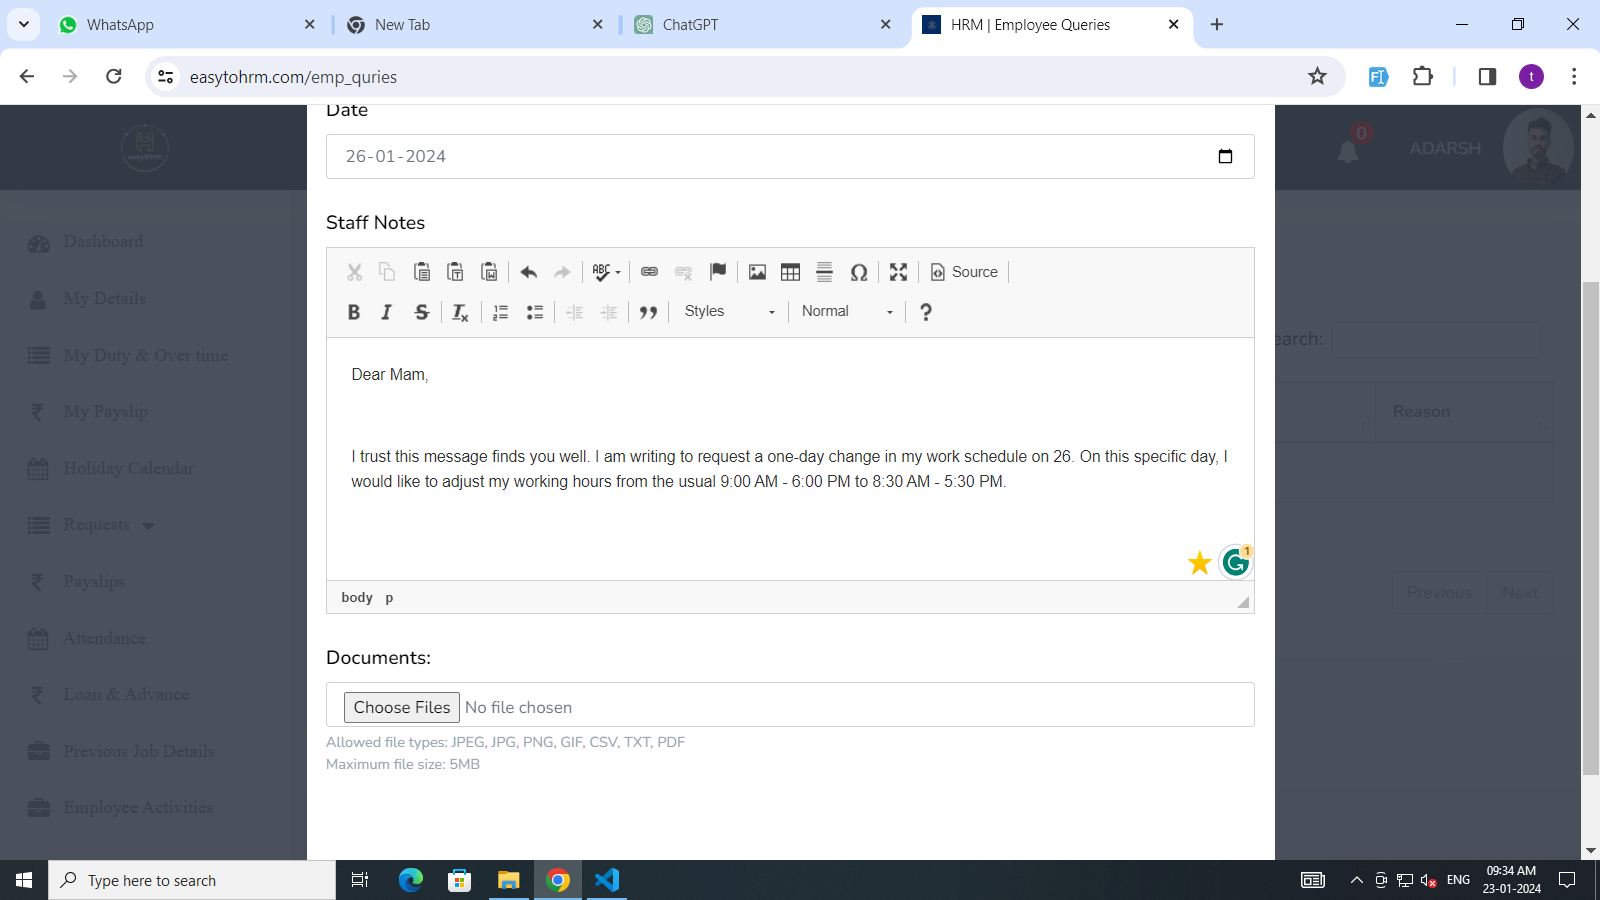 WhatsApp
New Tab
ChatGPT
HRM | Employee Queries
easytohrm.com/emp_quries
t
Date
26-01-2024
0
ADARSH
Staff Notes
Source
Styles
Normal
Dear Mam,
I trust this message finds you well. I am writing to request a one-day change in my work schedule on 26. On this specific day, I
would like to adjust my working hours from the usual 9:00 AM - 6:00 PM to 8:30 AM - 5:30 PM.
1
body p
Documents:
Choose Files No file chosen
Allowed file types: JPEG, JPG, PNG, GIF, CSV, TXT, PDF
Maximum file size: 5MB
Dashboard
My Details
My Duty & Over time
My Payslip
Holiday Calendar
Requests
Payslips
Attendance
Loan & Advance
Previous Job Details
Employee Activities
earch:
Reason
Previous Next
Type here to search
ENG
09:34 AM
23-01-2024